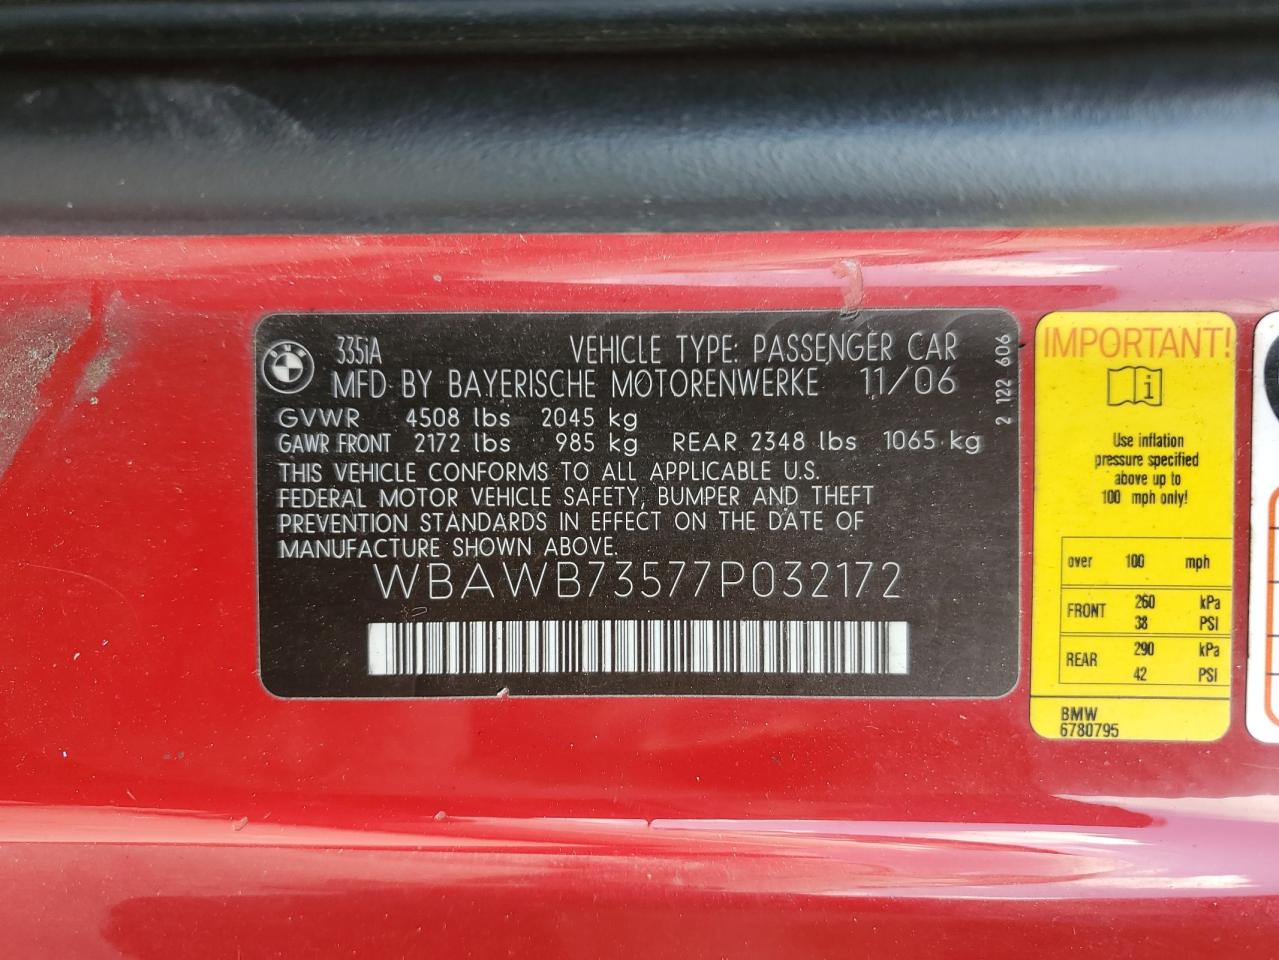 335iA VEHICLE TYPE: PASSENGER CAR
MFD BY BAYERISCHE MOTORENWERKE 11/06
GVWR 4508 lbs 2045 kg
GAWR FRONT 2172 lbs 985 kg REAR 2348 lbs 1065 kg
THIS VEHICLE CONFORMS TO ALL APPLICABLE U.S.
FEDERAL MOTOR VEHICLE SAFETY, BUMPER AND THEFT
PREVENTION STANDARDS IN EFFECT ON THE DATE OF
MANUFACTURE SHOWN ABOVE.
WBAWB73577P032172
2 122 606
IMPORTANT!
i
Use inflation
pressure specified
above up to
100 mph only!
over 100 mph
FRONT 260 kPa
38 PSI
REAR 290 kPa
42 PSI
BMW
6780795